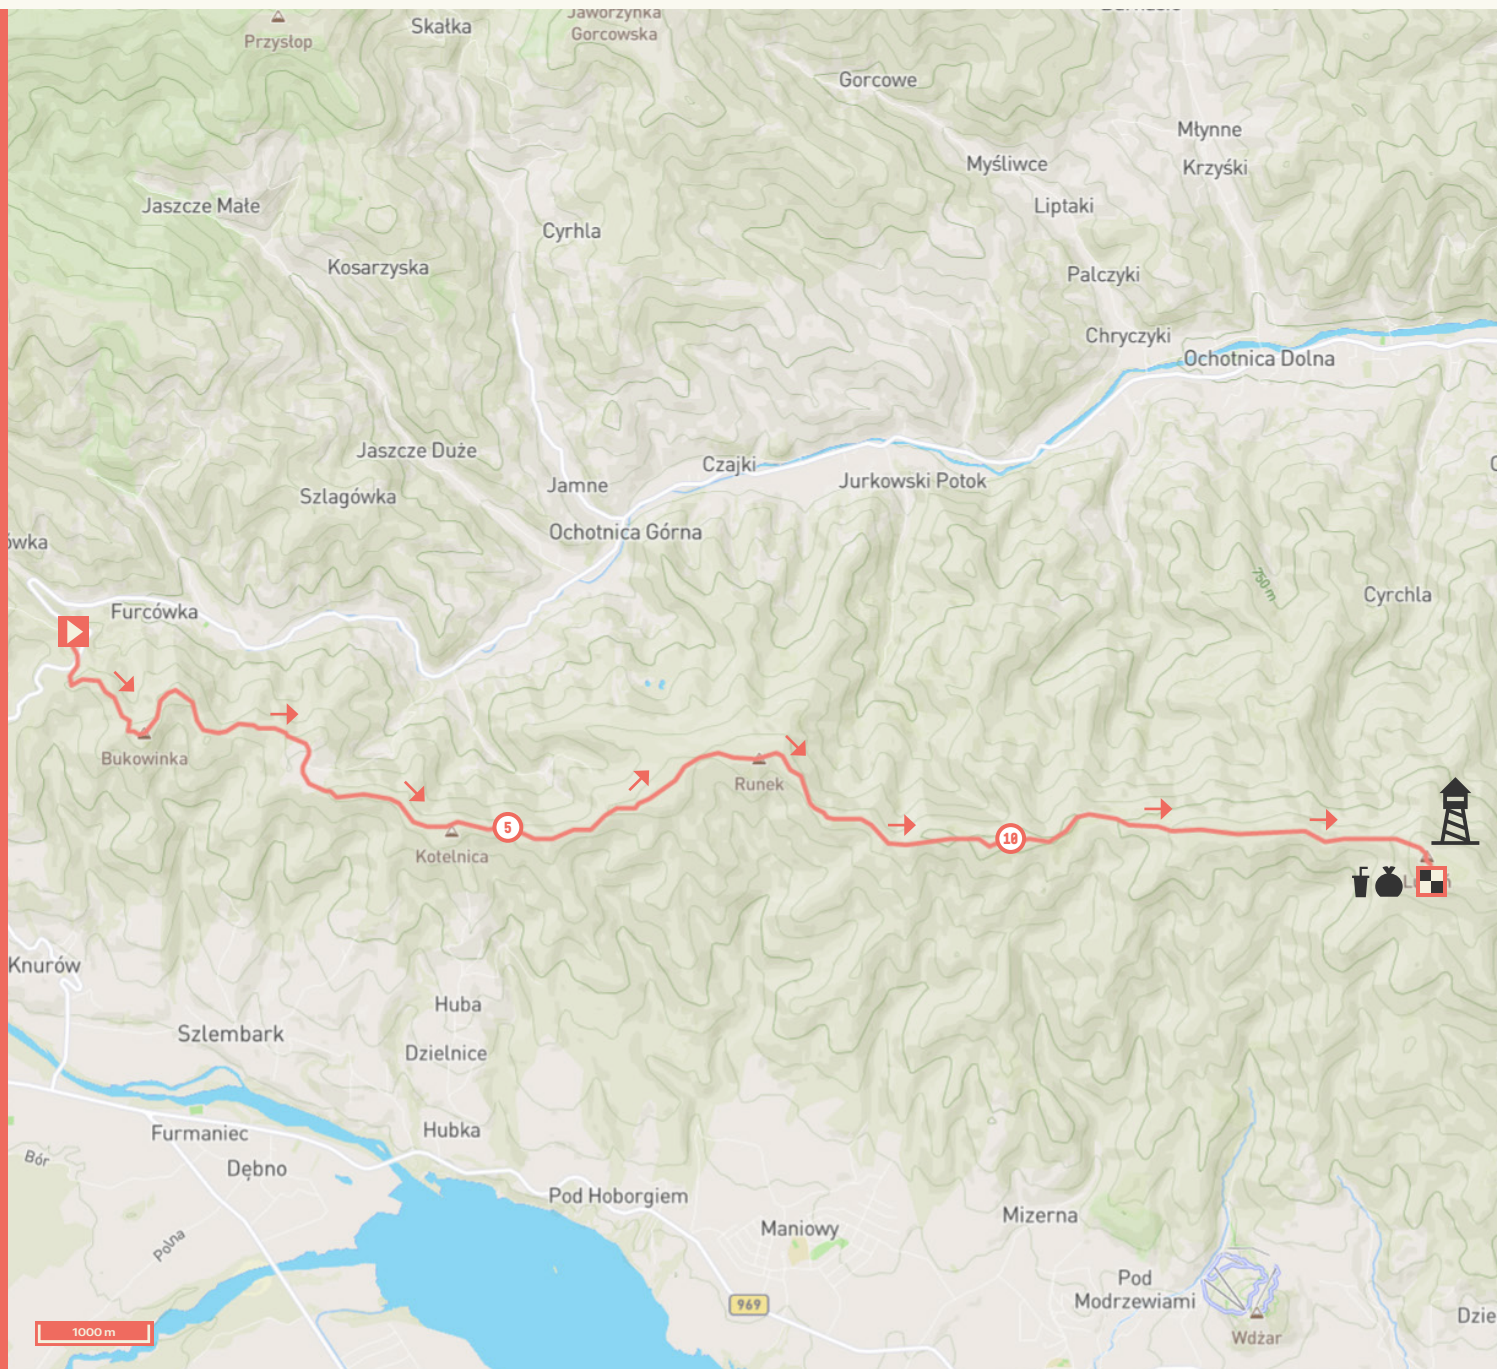 Skałka
Jaworzynka
Gorcowska
Przysłop
Gorcowe
Młynne
Myśliwce
Krzyśki
Jaszcze Małe
Liptaki
Cyrhla
Kosarzyska
Palczyki
Chryczyki
Ochotnica Dolna
Jaszcze Duże
Czajki
Jurkowski Potok
Jamne
Szlagówka
Ochotnica Górna
ówka
750 m
Cyrchla
Furcówka
Bukowinka
Runek
5
10
Kotelnica
Knurów
Huba
Szlembark
Dzielnice
Furmaniec
Hubka
Bór
Dębno
Pod Hoborgiem
Maniowy
Mizerna
Polna
Pod
Modrzewiami
969
Dzie
1000 m
Wdżar